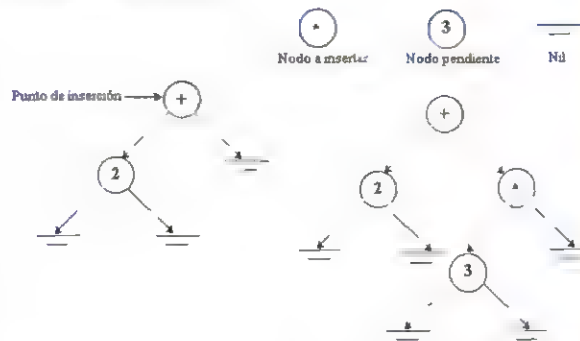 * 3
Nodo a insertar Nodo pendiente Nil
Punto de inserción +
+
2
2 *
3